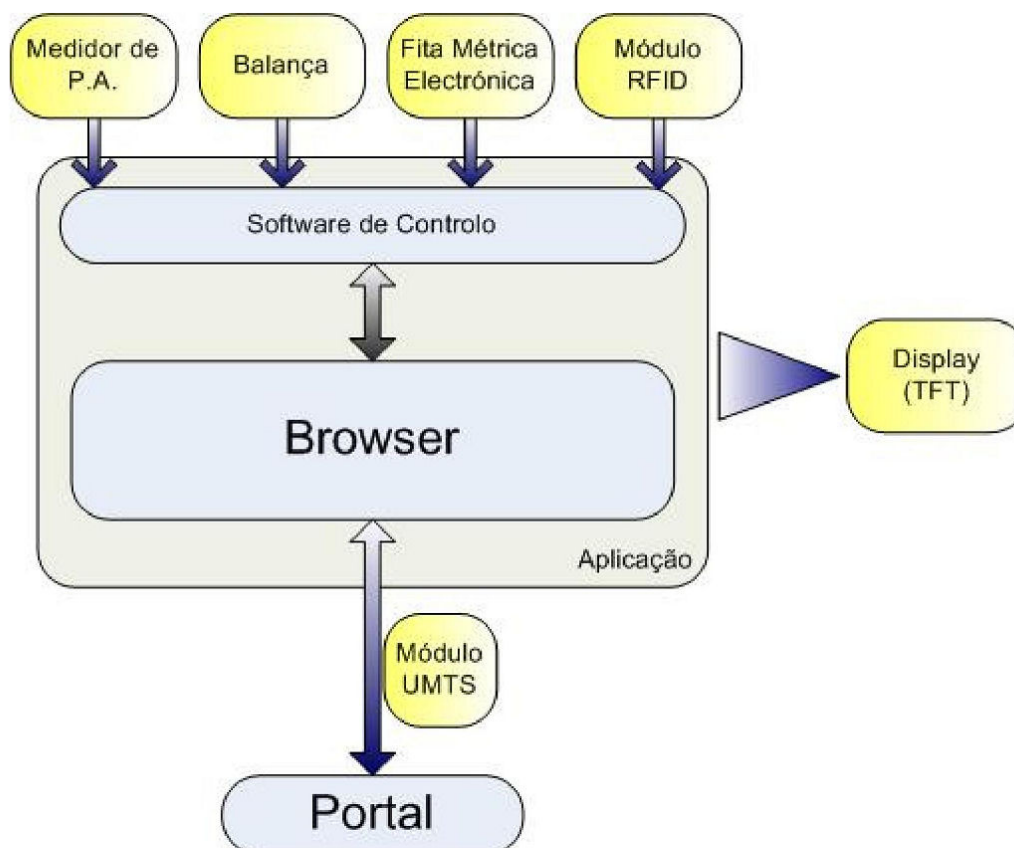 Medidor de
P.A.
Balança
Fita Métrica
Electrónica
Módulo
RFID
Software de Controlo
Browser
Display
(TFT)
Aplicação
Módulo
UMTS
Portal